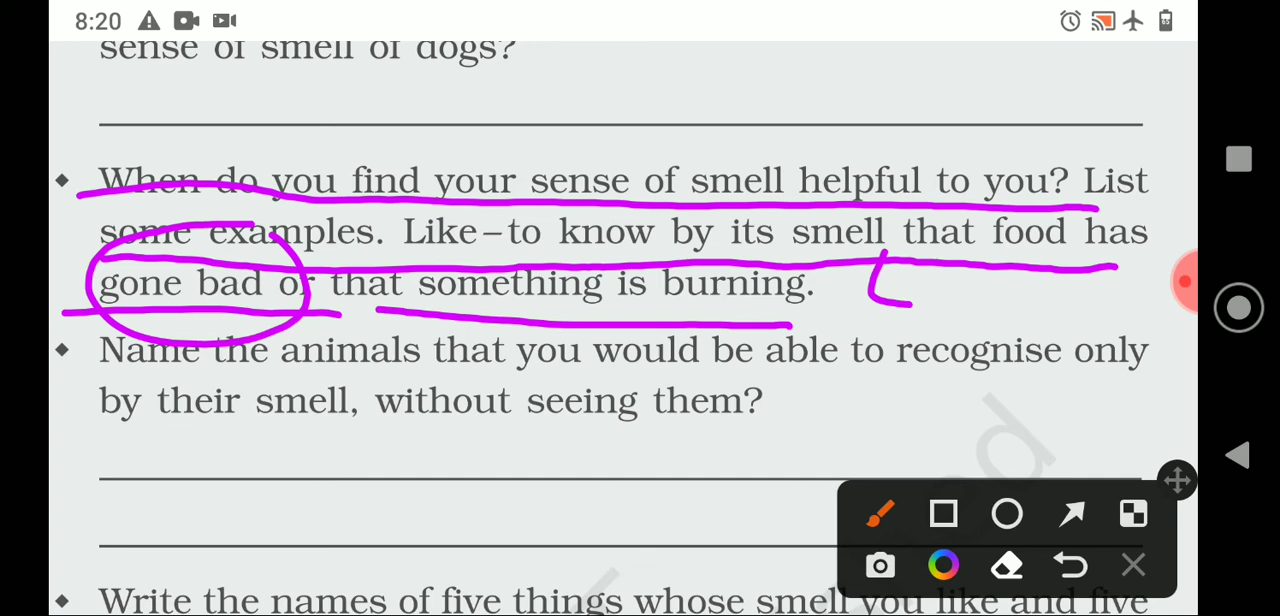 8:20
sense of smell of dogs?
When do you find your sense of smell helpful to you? List
some examples. Like–to know by its smell that food has
gone bad or that something is burning.
Name the animals that you would be able to recognise only
by their smell, without seeing them?
Write the names of five things whose smell you like and five